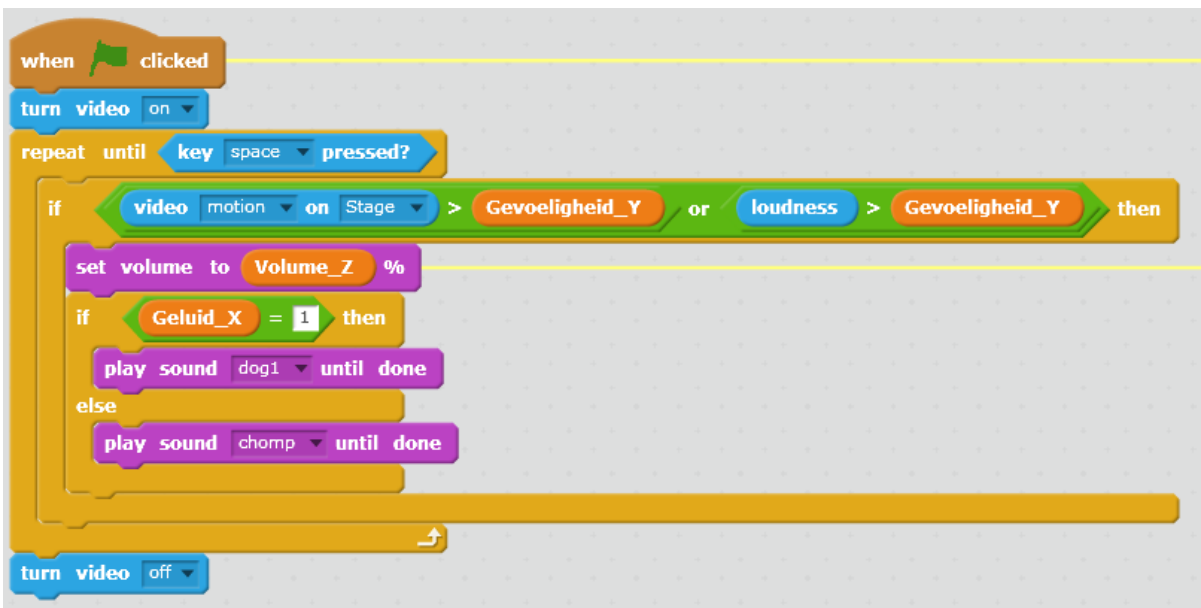 when clicked
turn video on
repeat until key space pressed?
if video motion on Stage > Gevoeligheid_Y or loudness > Gevoeligheid_Y then
set volume to Volume_Z %
if Geluid_X = 1 then
play sound dog1 until done
else
play sound chomp until done
turn video off